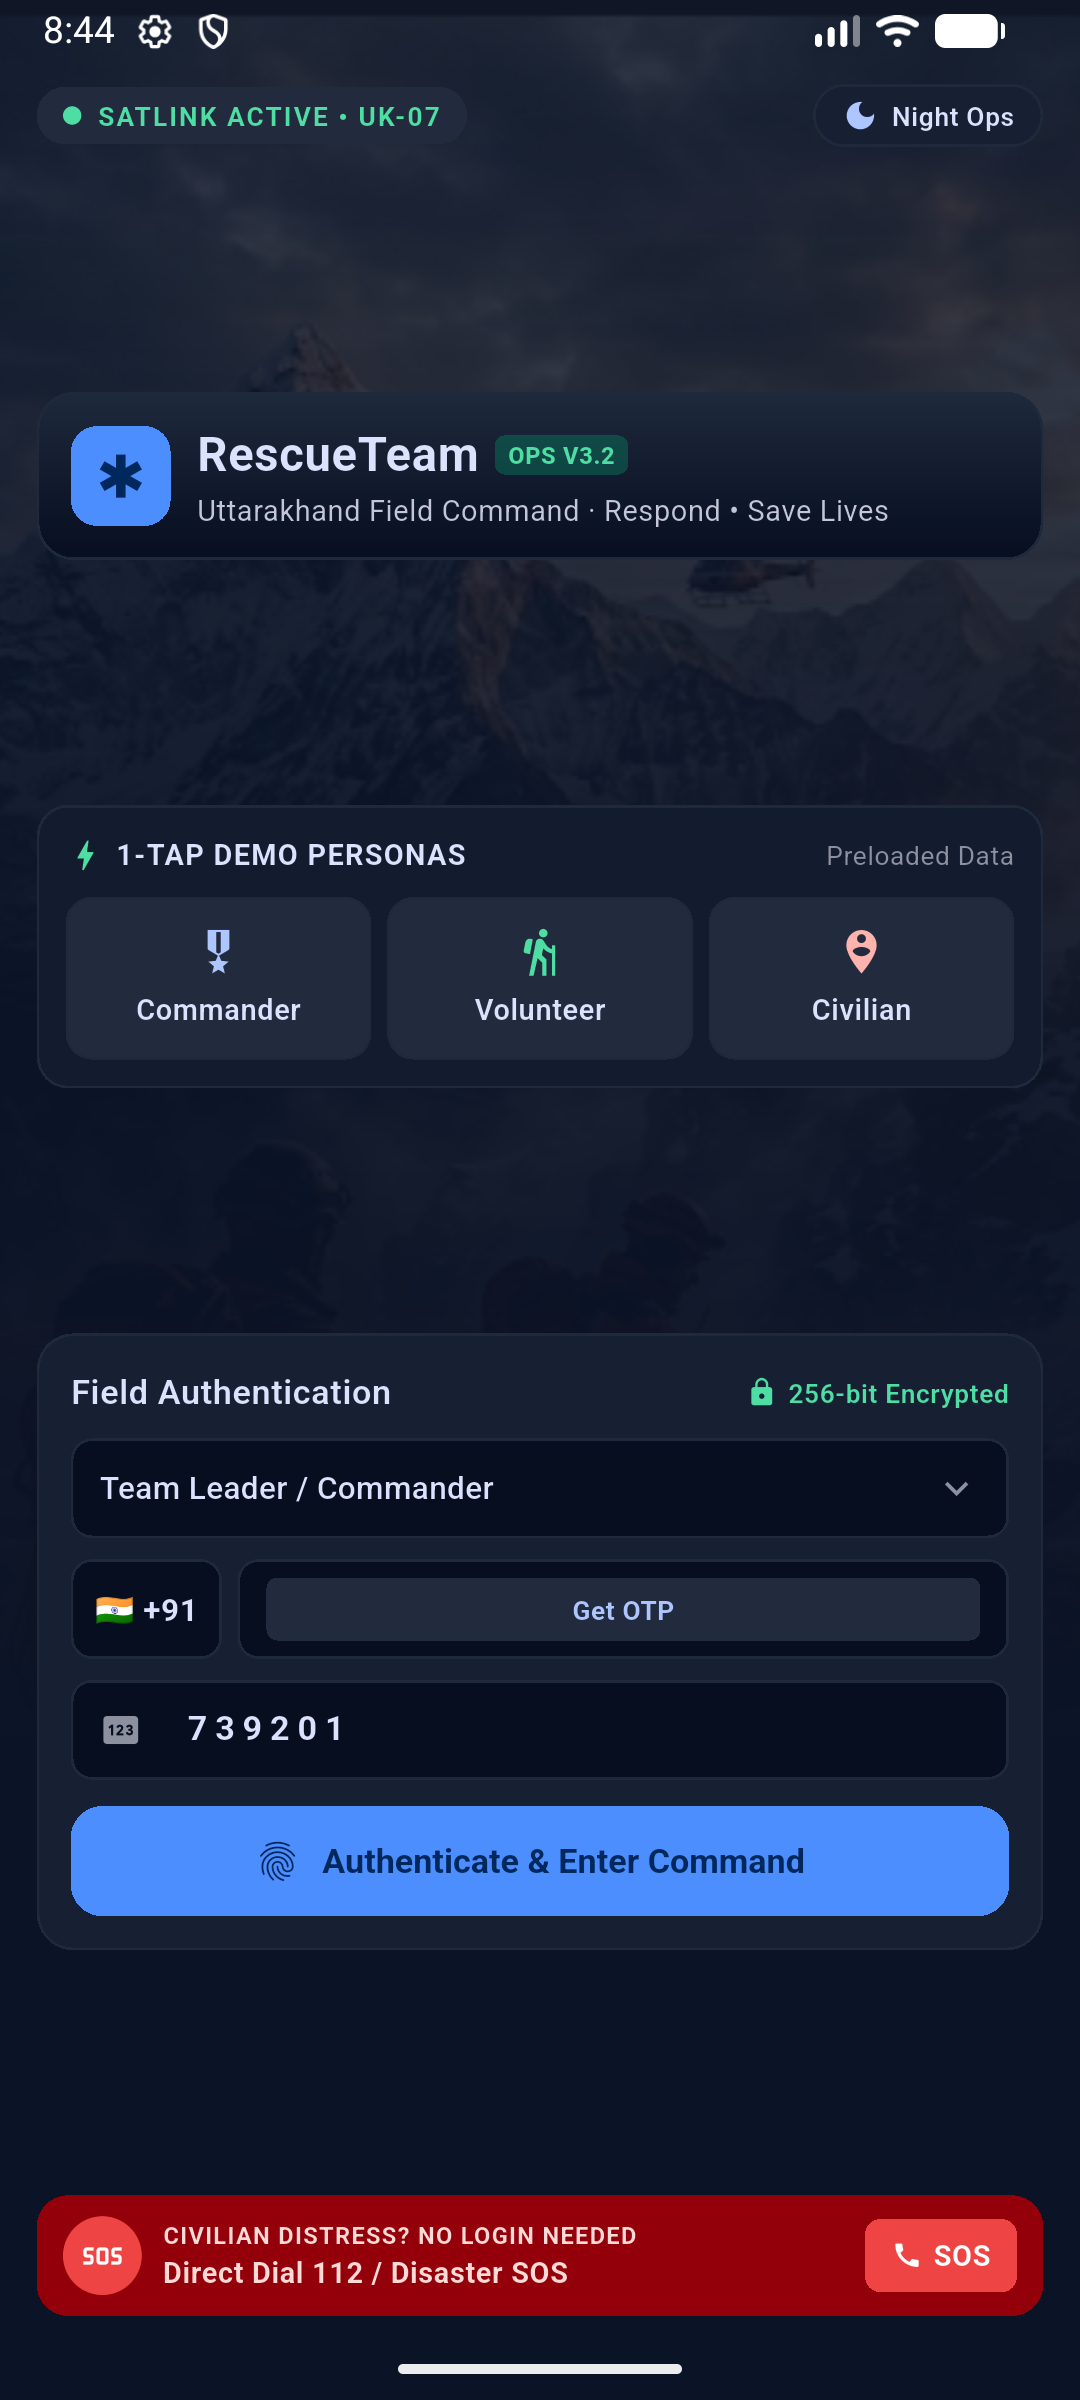 8:44
SATLINK ACTIVE • UK-07
Night Ops
RescueTeam OPS V3.2
Uttarakhand Field Command · Respond • Save Lives
1-TAP DEMO PERSONAS
Preloaded Data
Commander
Volunteer
Civilian
Field Authentication
256-bit Encrypted
Team Leader / Commander
🇮🇳 +91
Get OTP
123
739201
Authenticate & Enter Command
SOS
CIVILIAN DISTRESS? NO LOGIN NEEDED
Direct Dial 112 / Disaster SOS
SOS